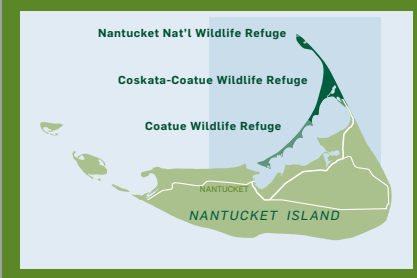 Nantucket Nat'l Wildlife Refuge
Coskata-Coatue Wildlife Refuge
Coatue Wildlife Refuge
NANTUCKET
NANTUCKET ISLAND